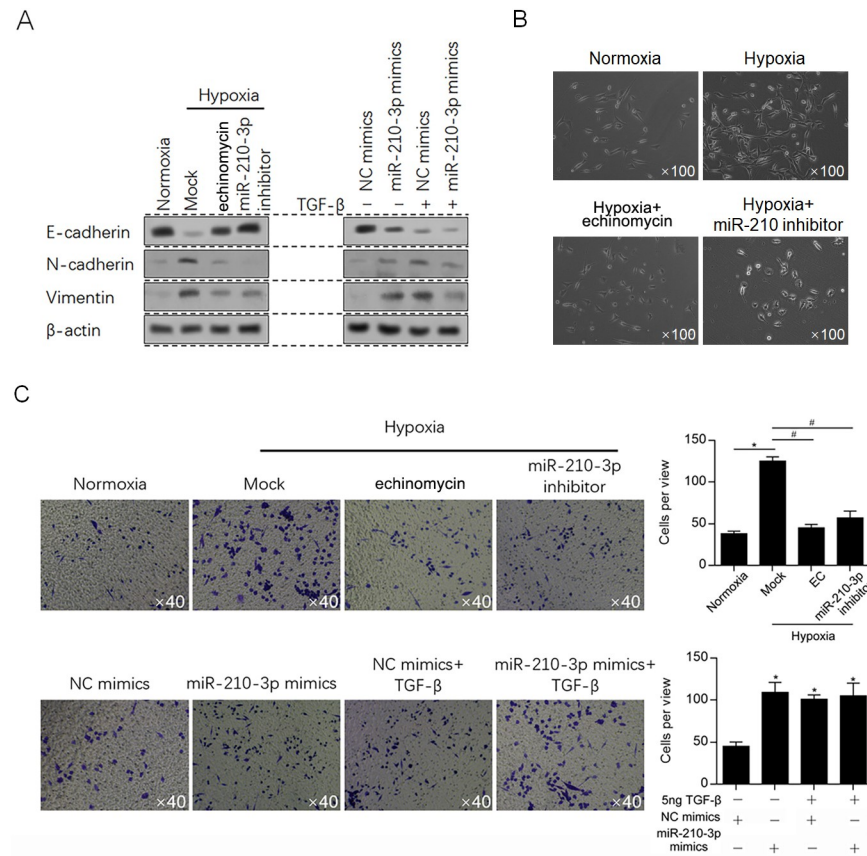 A
Hypoxia
Normoxia
Mock
echinomycin
miR-210-3p
inhibitor
TGF-β
NC mimics
miR-210-3p mimics
NC mimics
miR-210-3p mimics
− − + +
E-cadherin
N-cadherin
Vimentin
β-actin
B
Normoxia
Hypoxia
×100
×100
Hypoxia+
echinomycin
Hypoxia+
miR-210 inhibitor
×100
×100
C
Hypoxia
Normoxia
Mock
echinomycin
miR-210-3p
inhibitor
×40
×40
×40
×40
NC mimics
miR-210-3p mimics
NC mimics+
TGF-β
miR-210-3p mimics+
TGF-β
×40
×40
×40
×40
Cells per view
150
100
50
0
*
#
#
Normoxia
Mock
EC
miR-210-3p
inhibitor
Hypoxia
Cells per view
150
100
50
0
*
*
*
5ng TGF-β − − + +
NC mimics + − + −
miR-210-3p
mimics − + − +